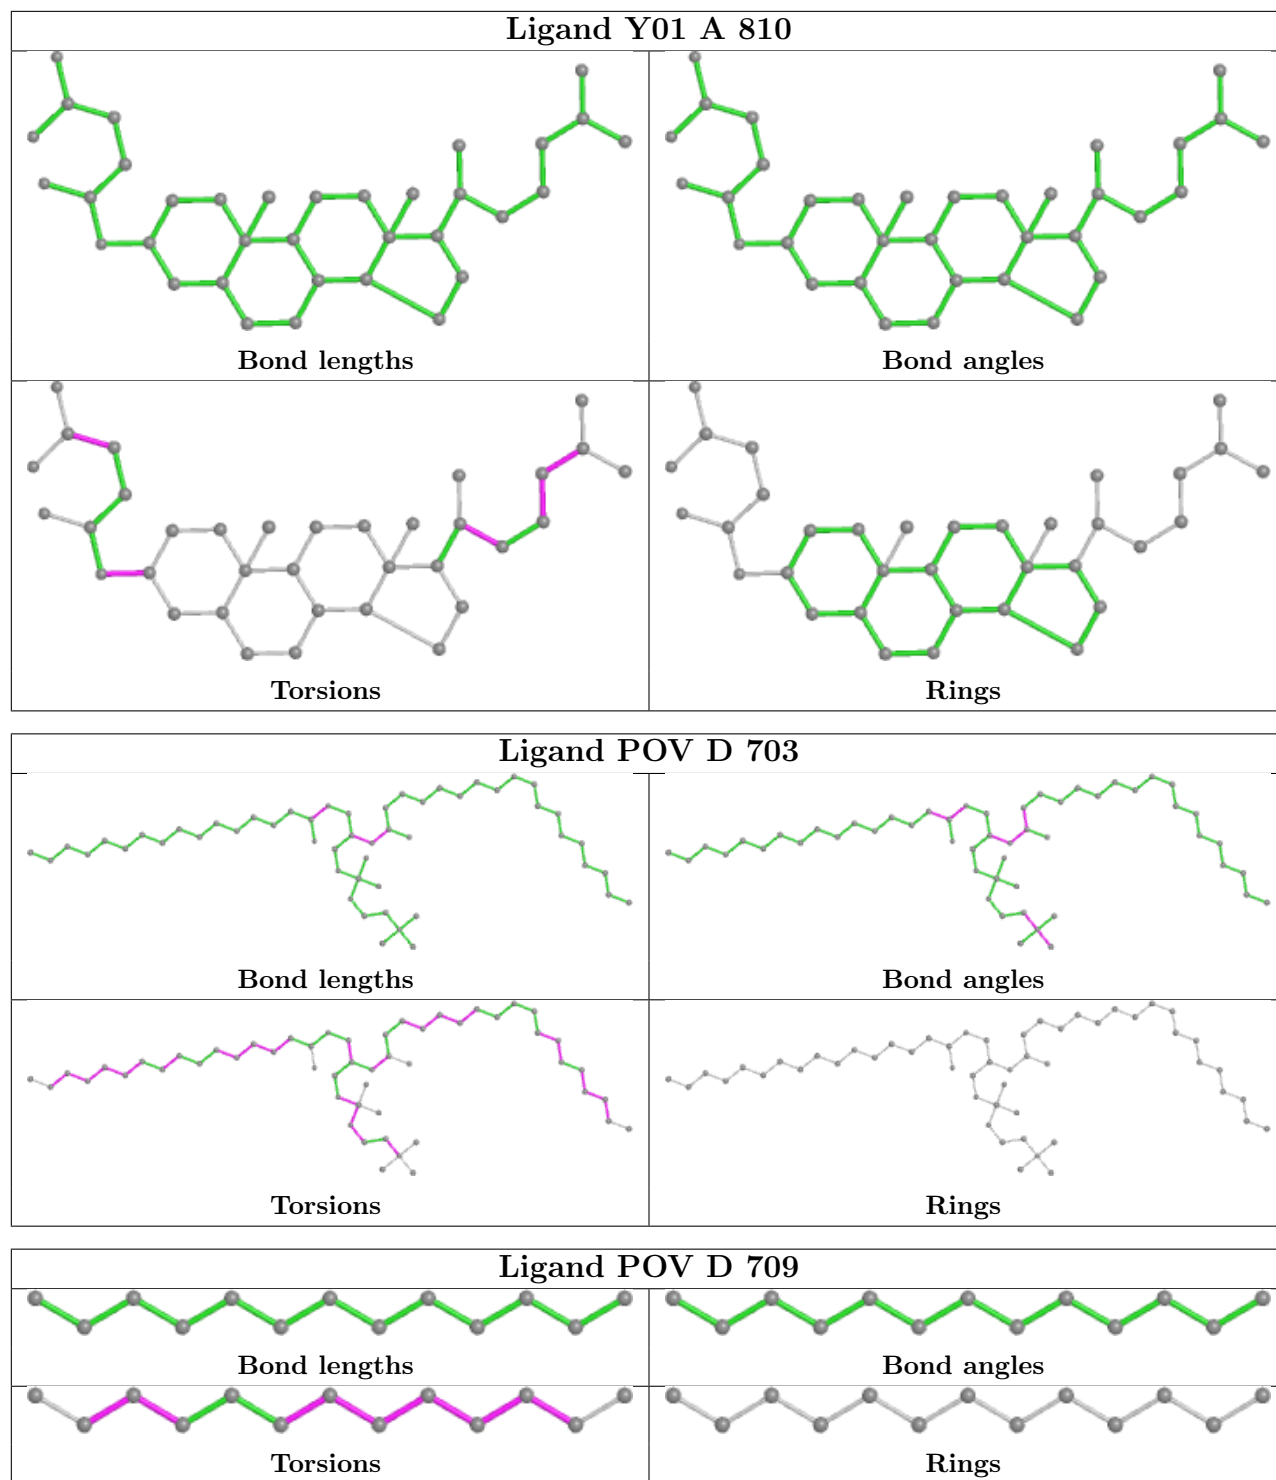 Ligand Y01 A 810
Bond lengths
Bond angles
Torsions
Rings
Ligand POV D 703
Bond lengths
Bond angles
Torsions
Rings
Ligand POV D 709
Bond lengths
Bond angles
Torsions
Rings